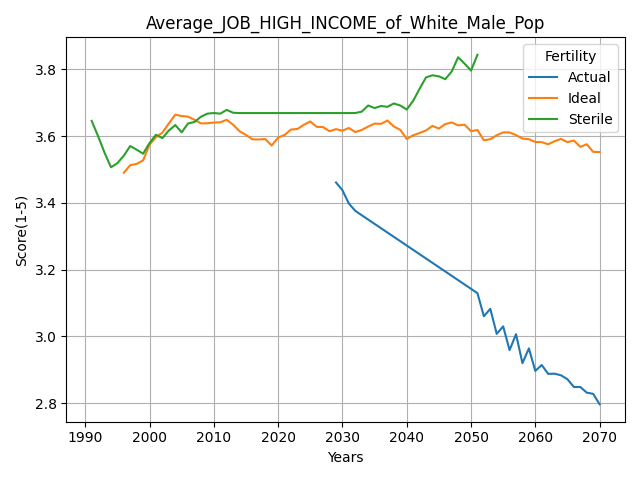 Average_JOB_HIGH_INCOME_of_White_Male_Pop
Score(1-5)
3.8
3.6
3.4
3.2
3.0
2.8
Fertility
Actual
Ideal
Sterile
1990 2000 2010 2020 2030 2040 2050 2060 2070
Years